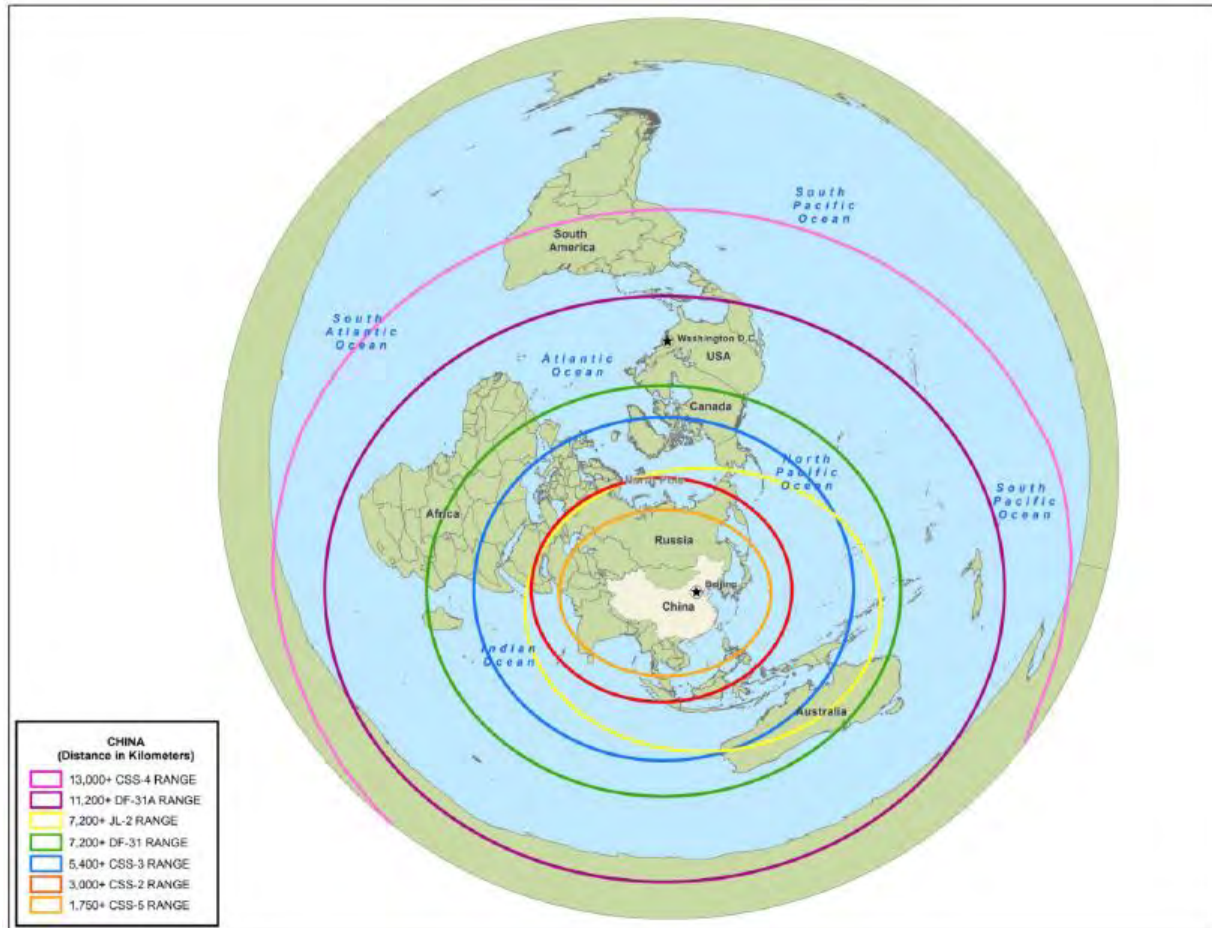 South
Pacific
Ocean
South
America
South
Atlantic
Ocean
Washington D.C.
USA
Atlantic
Ocean
Canada
North
Pacific
Ocean
North Pole
South
Pacific
Ocean
Africa
Russia
Beijing
China
Indian
Ocean
Australia
CHINA
(Distance in Kilometers)
13,000+ CSS-4 RANGE
11,200+ DF-31A RANGE
7,200+ JL-2 RANGE
7,200+ DF-31 RANGE
5,400+ CSS-3 RANGE
3,000+ CSS-2 RANGE
1,750+ CSS-5 RANGE